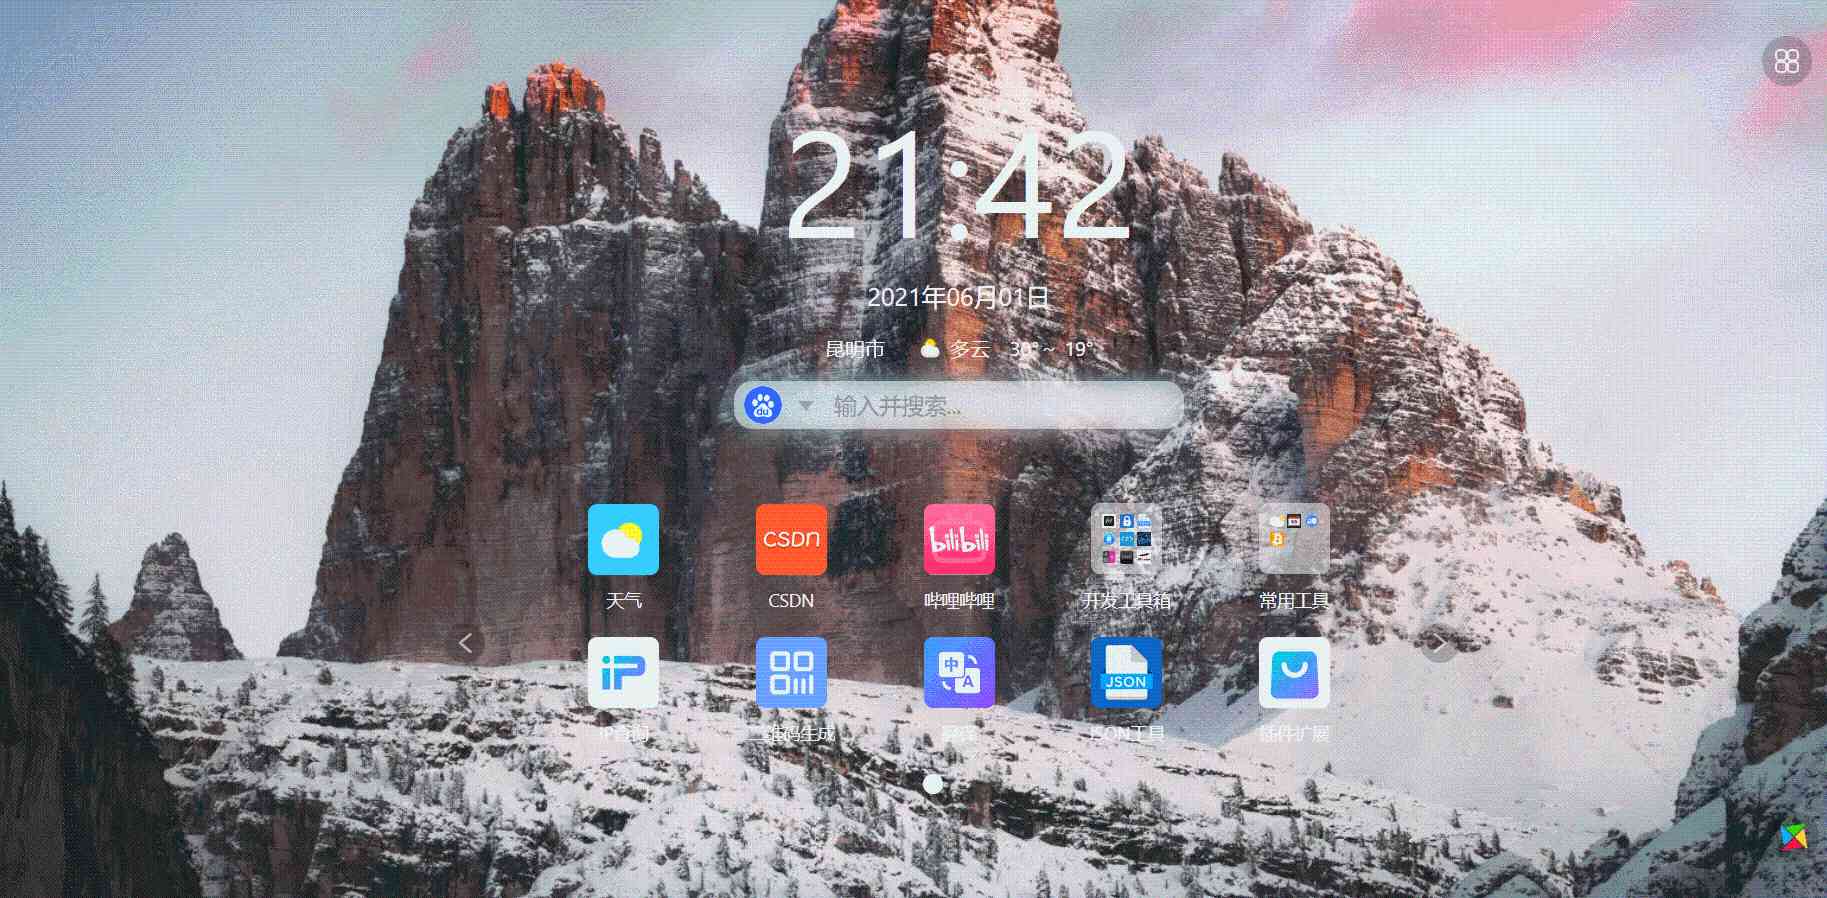 21:42
2021年06月01日
昆明市 多云 30° ~ 19°
du 输入并搜索...
CSDN bilibili
天气 CSDN 哔哩哔哩 开发工具箱 常用工具
iP 中 A JSON
IP查询 二维码生成 翻译 JSON工具 插件扩展